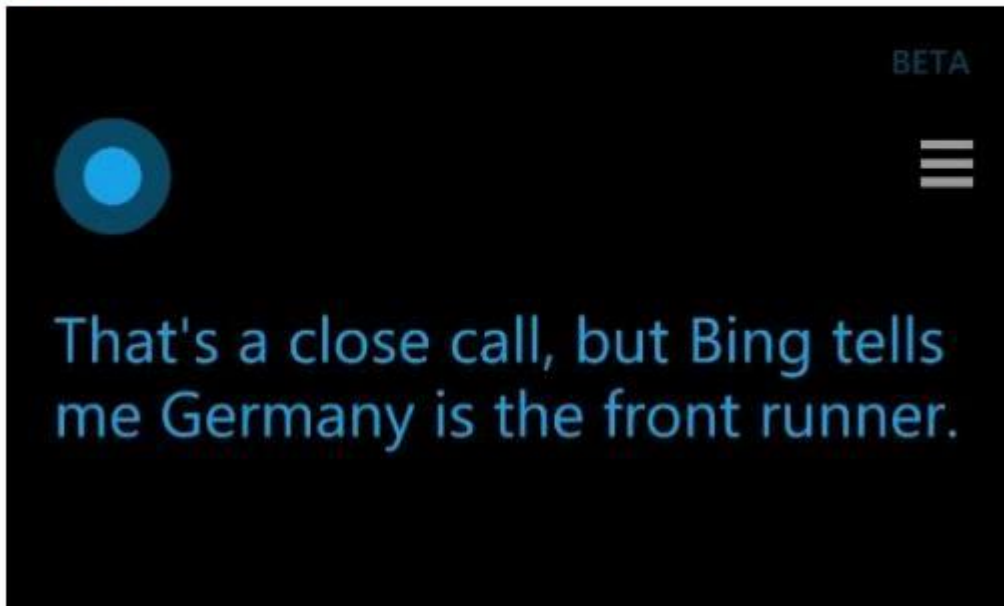 BETA
That's a close call, but Bing tells
me Germany is the front runner.